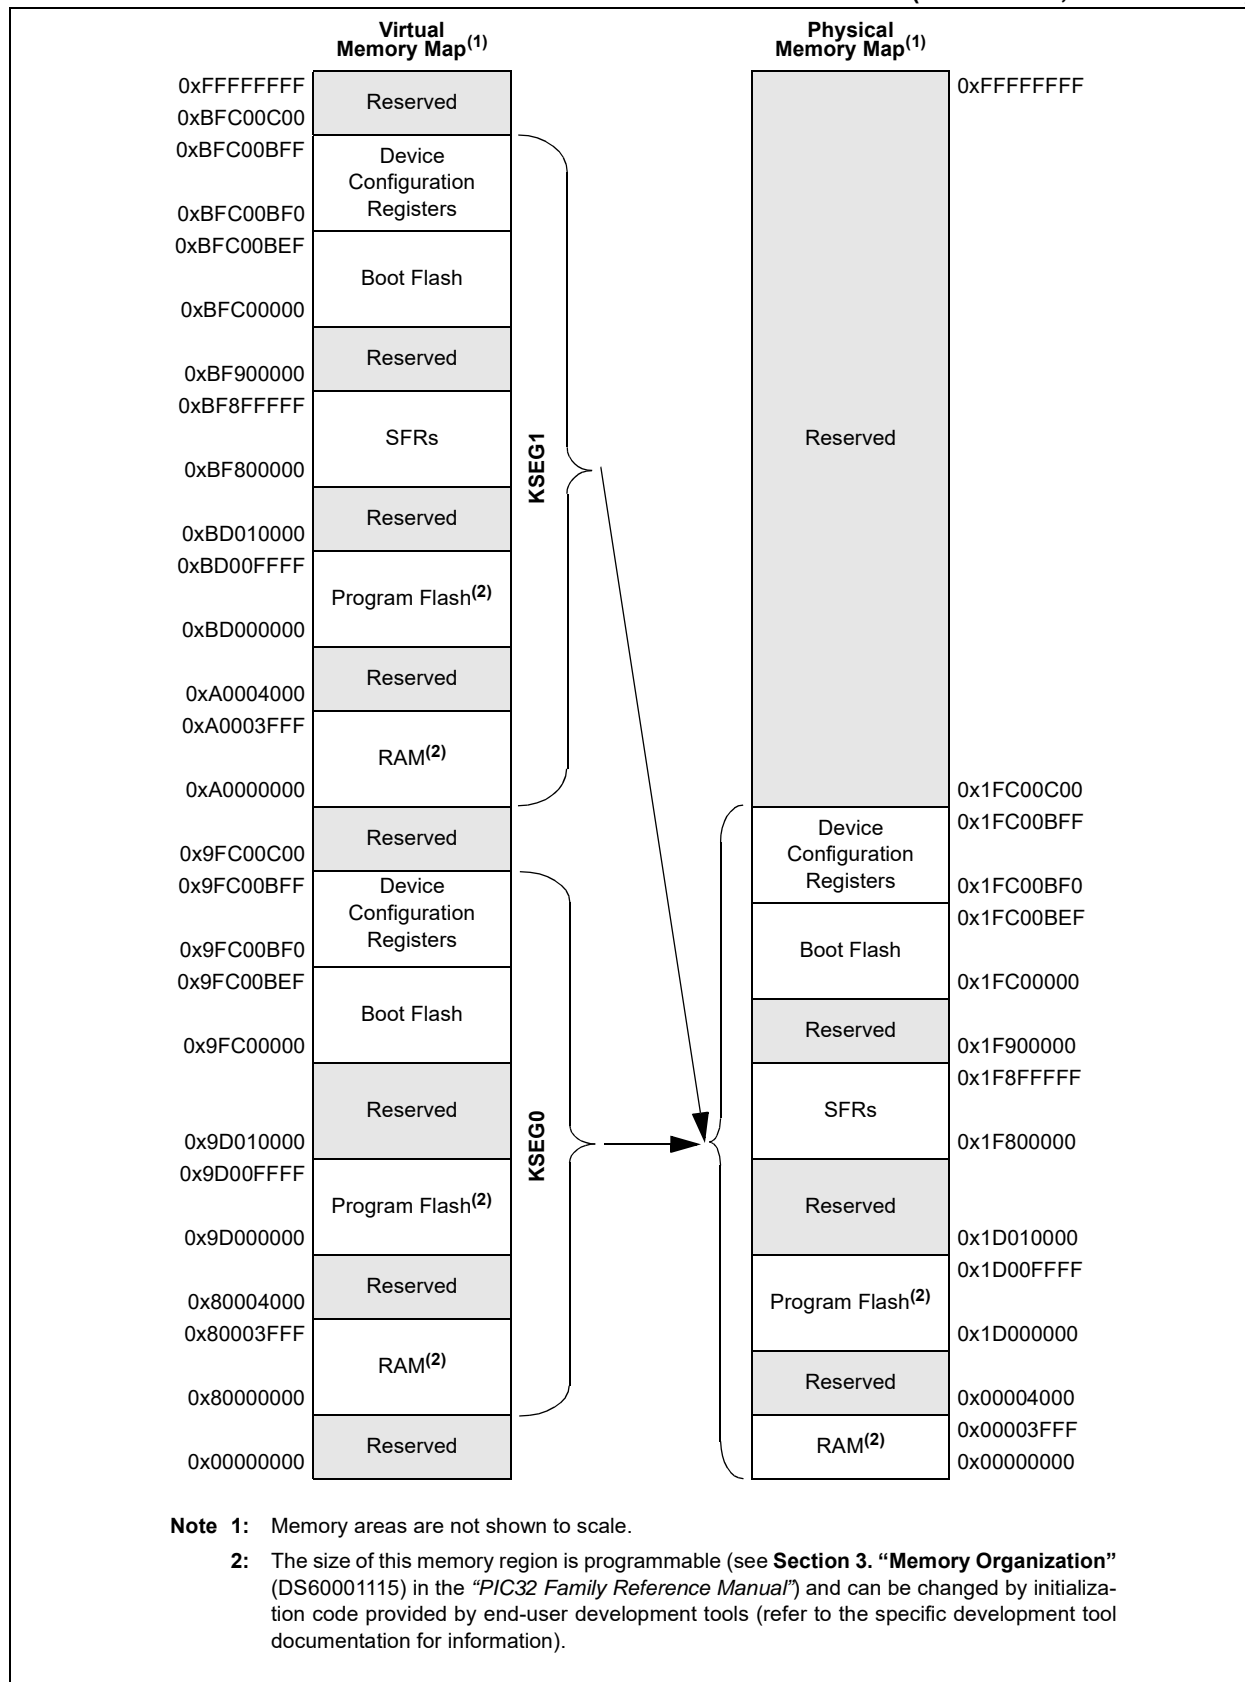 Virtual
Memory Map(1)
0xFFFFFFFF
Reserved
0xBFC00C00
0xBFC00BFF
Device
Configuration
Registers
0xBFC00BF0
0xBFC00BEF
Boot Flash
0xBFC00000
Reserved
0xBF900000
0xBF8FFFFF
SFRs
0xBF800000
Reserved
0xBD010000
0xBD00FFFF
Program Flash(2)
0xBD000000
Reserved
0xA0004000
0xA0003FFF
RAM(2)
0xA0000000
KSEG1
Reserved
0x9FC00C00
0x9FC00BFF
Device
Configuration
Registers
0x9FC00BF0
0x9FC00BEF
Boot Flash
0x9FC00000
Reserved
0x9D010000
0x9D00FFFF
Program Flash(2)
0x9D000000
Reserved
0x80004000
0x80003FFF
RAM(2)
0x80000000
KSEG0
Reserved
0x00000000
Physical
Memory Map(1)
0xFFFFFFFF
Reserved
0x1FC00C00
0x1FC00BFF
Device
Configuration
Registers
0x1FC00BF0
0x1FC00BEF
Boot Flash
0x1FC00000
Reserved
0x1F900000
0x1F8FFFFF
SFRs
0x1F800000
Reserved
0x1D010000
0x1D00FFFF
Program Flash(2)
0x1D000000
Reserved
0x00004000
0x00003FFF
RAM(2)
0x00000000
Note 1: Memory areas are not shown to scale.
2: The size of this memory region is programmable (see Section 3. “Memory Organization”
(DS60001115) in the “PIC32 Family Reference Manual”) and can be changed by initializa-
tion code provided by end-user development tools (refer to the specific development tool
documentation for information).